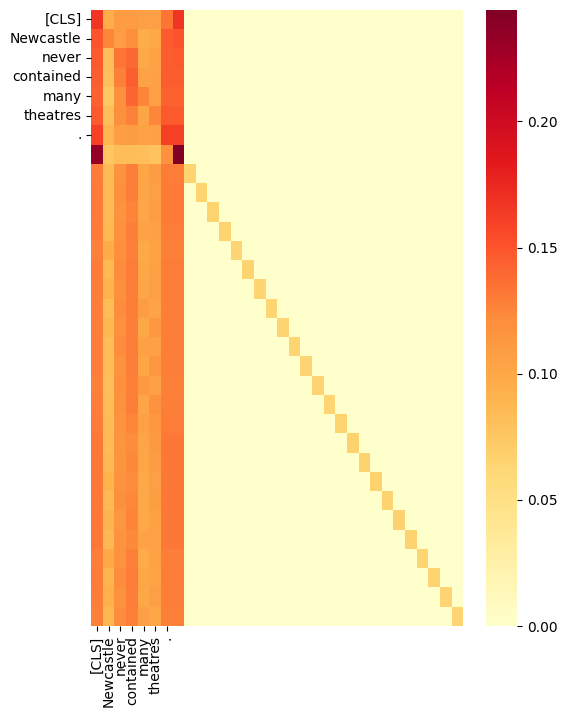 [CLS]
Newcastle
never
contained
many
theatres
.
0.20
0.15
0.10
0.05
0.00
[CLS]
Newcastle
never
contained
many
theatres
.